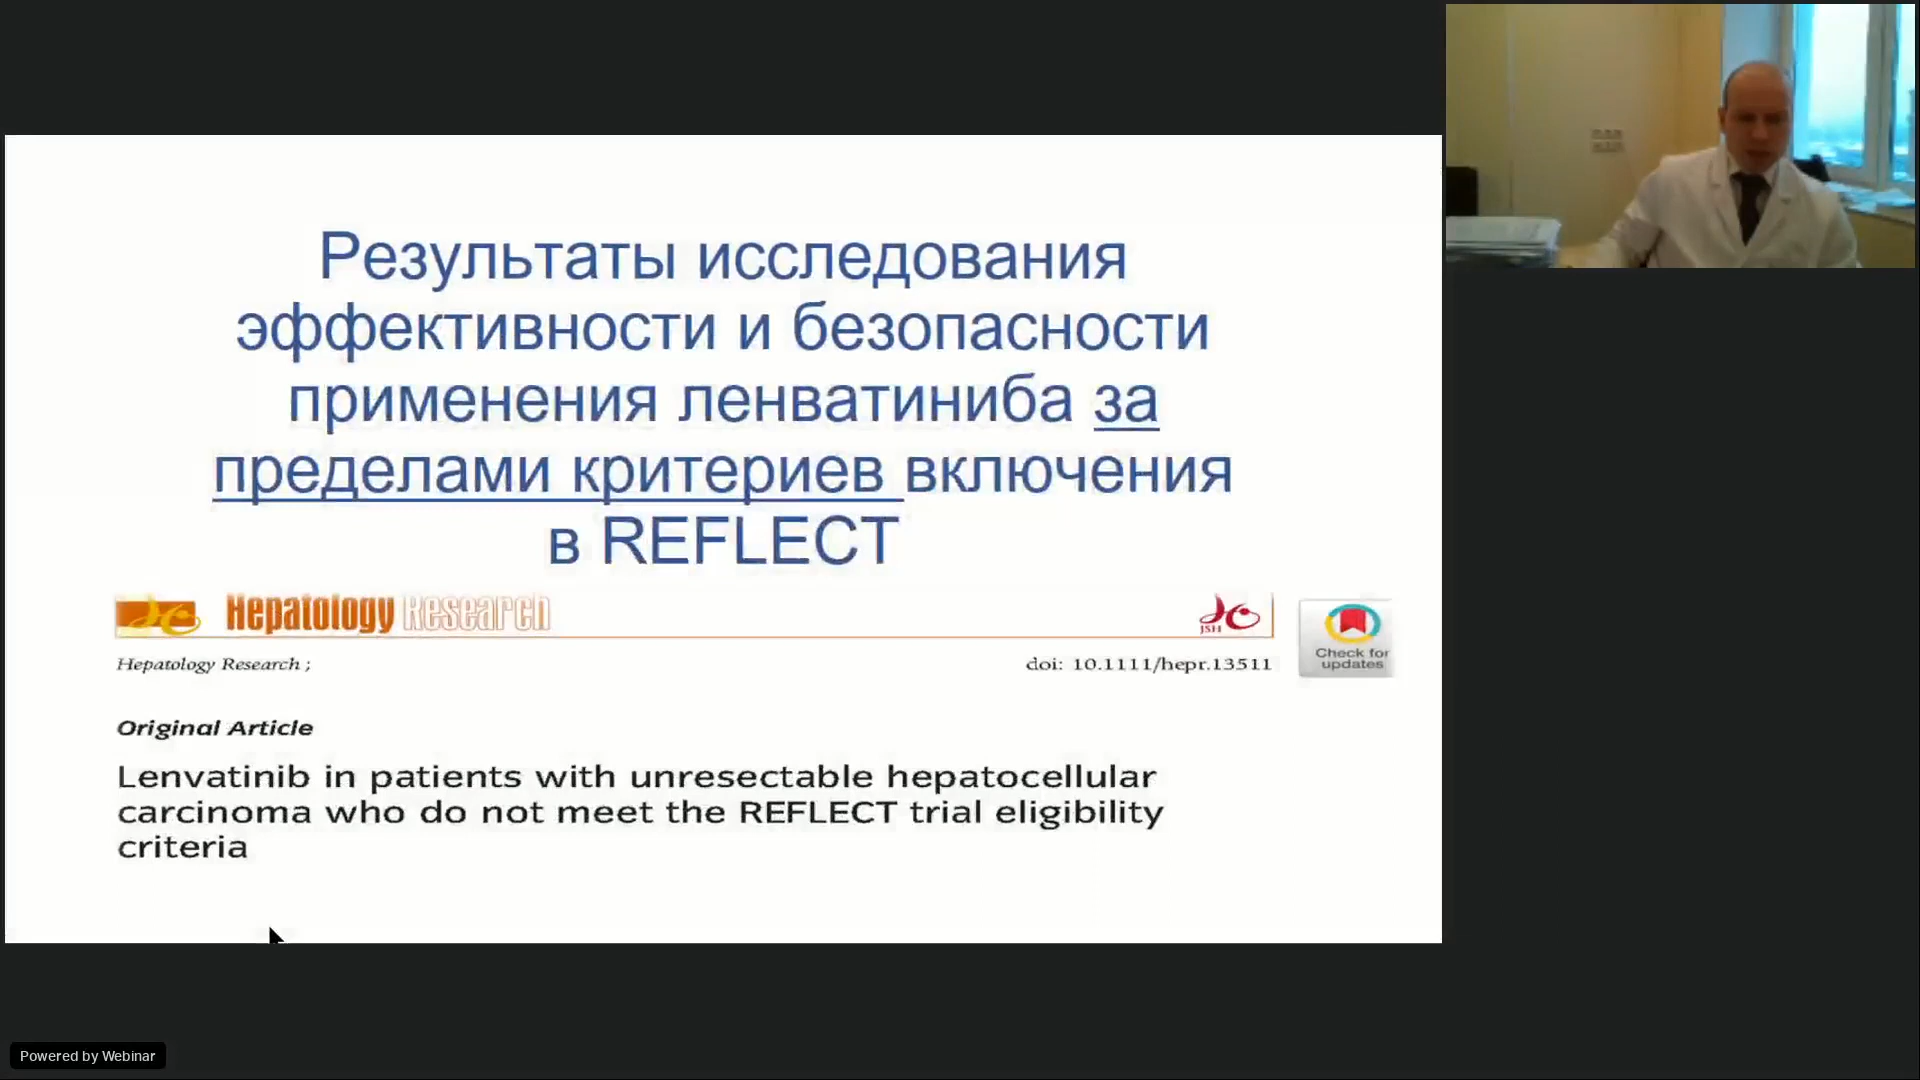 Результаты исследования
эффективности и безопасности
применения ленватиниба за
пределами критериев включения
в REFLECT
Hepatology Research
JSH
Check for
updates
Hepatology Research ;
doi: 10.1111/hepr.13511
Original Article
Lenvatinib in patients with unresectable hepatocellular
carcinoma who do not meet the REFLECT trial eligibility
criteria
Powered by Webinar